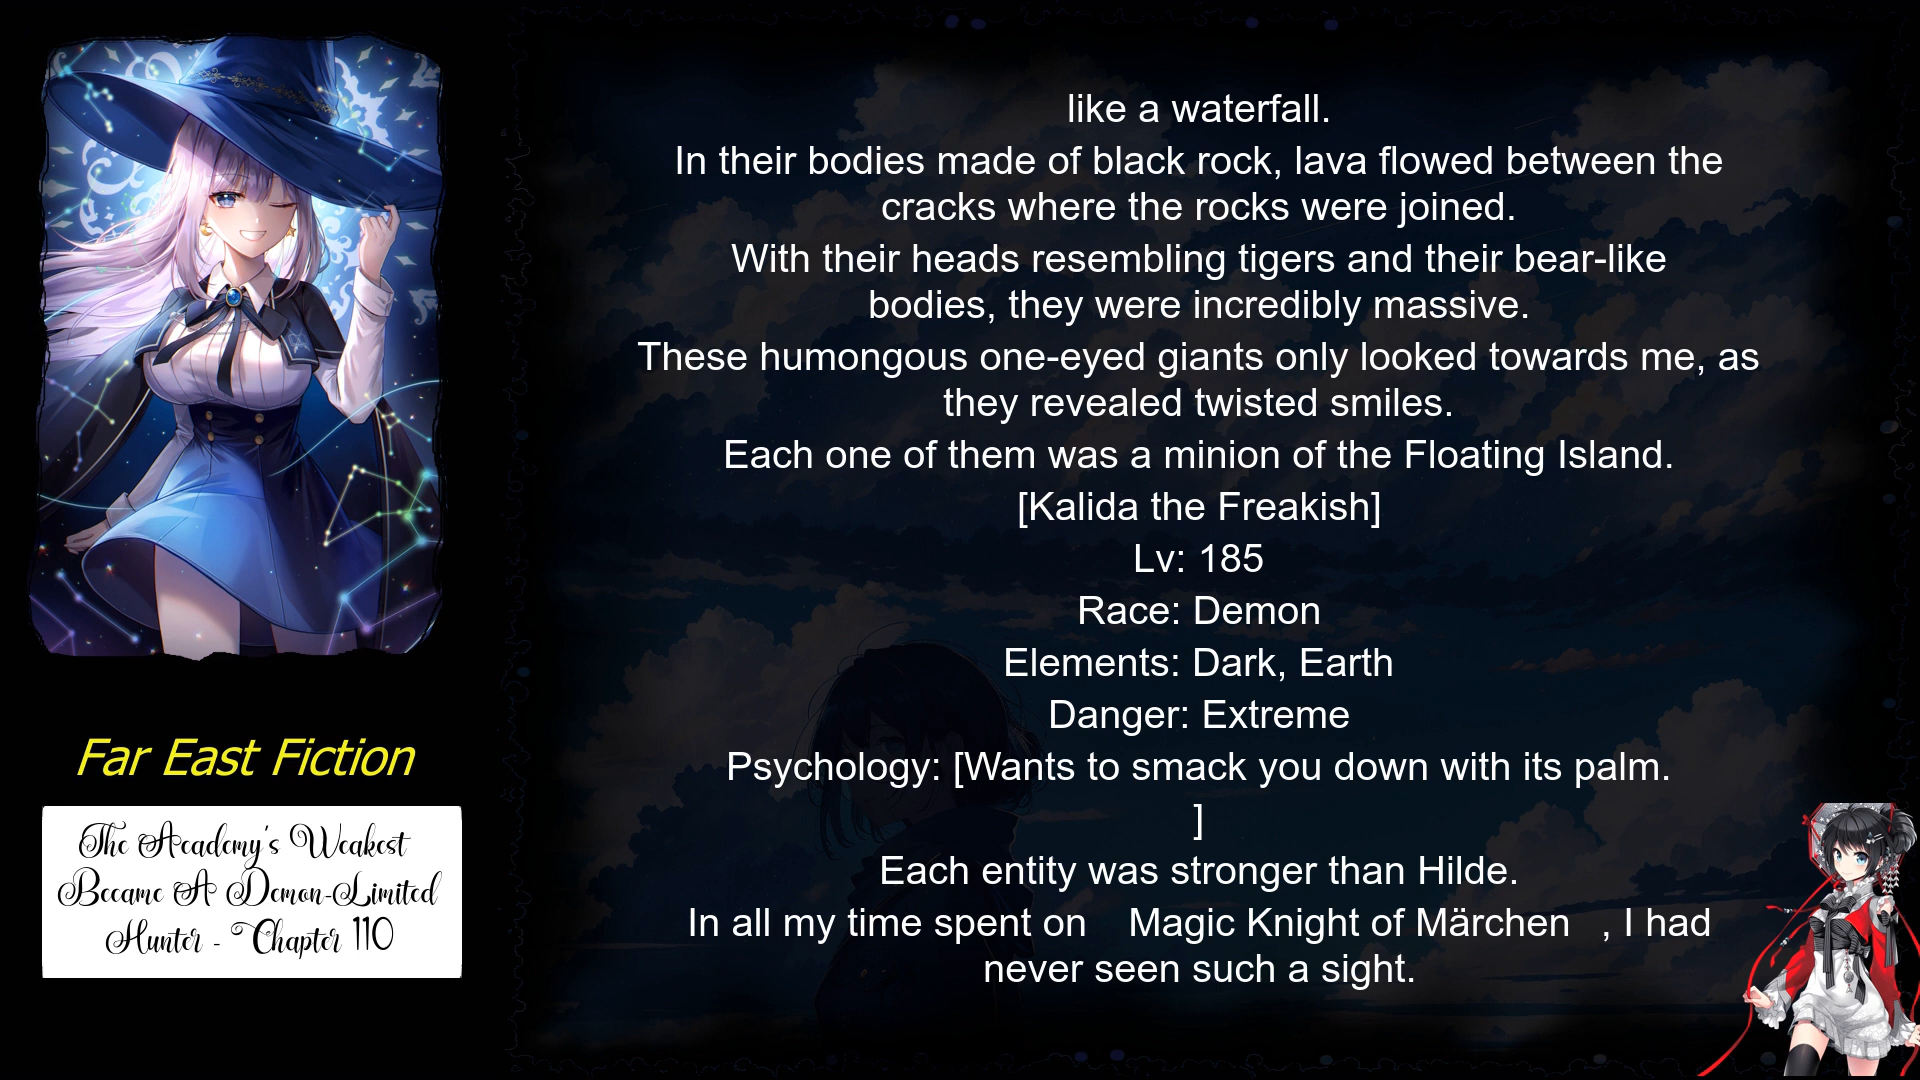 like a waterfall.
In their bodies made of black rock, lava flowed between the
cracks where the rocks were joined.
With their heads resembling tigers and their bear-like
bodies, they were incredibly massive.
These humongous one-eyed giants only looked towards me, as
they revealed twisted smiles.
Each one of them was a minion of the Floating Island.
[Kalida the Freakish]
Lv: 185
Race: Demon
Elements: Dark, Earth
Danger: Extreme
Psychology: [Wants to smack you down with its palm.
]
Each entity was stronger than Hilde.
In all my time spent on Magic Knight of Märchen , I had
never seen such a sight.
Far East Fiction
The Academy's Weakest
Became A Demon-Limited
Hunter - Chapter 110